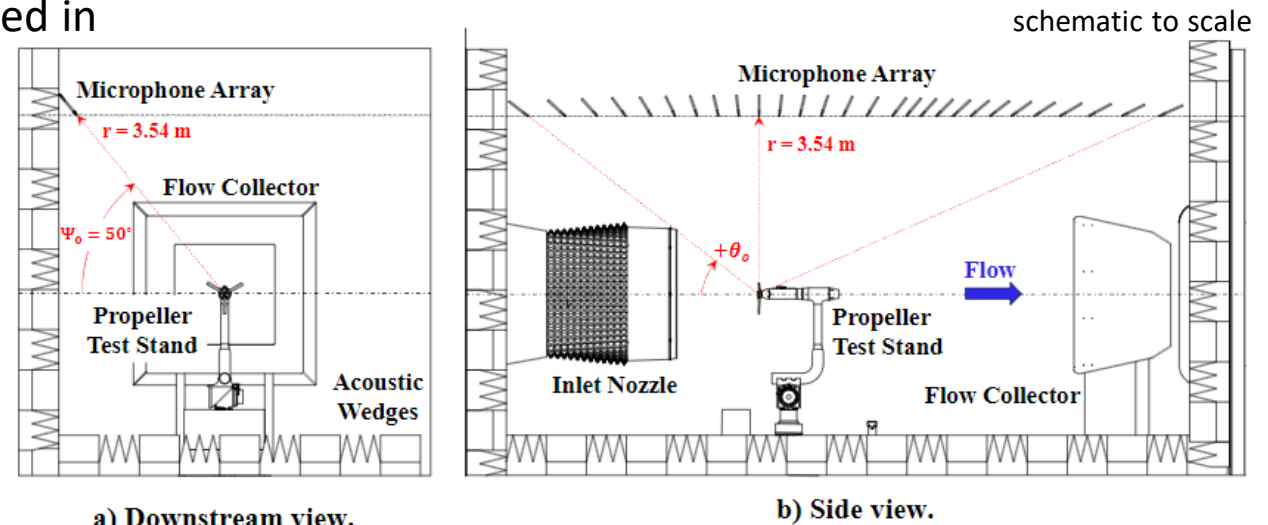 ed in
schematic to scale
Microphone Array
r = 3.54 m
Flow Collector
Ψₒ = 50°
Propeller
Test Stand
Acoustic
Wedges
a) Downstream view.
Microphone Array
r = 3.54 m
+θₒ
Flow
Propeller
Test Stand
Inlet Nozzle
Flow Collector
b) Side view.